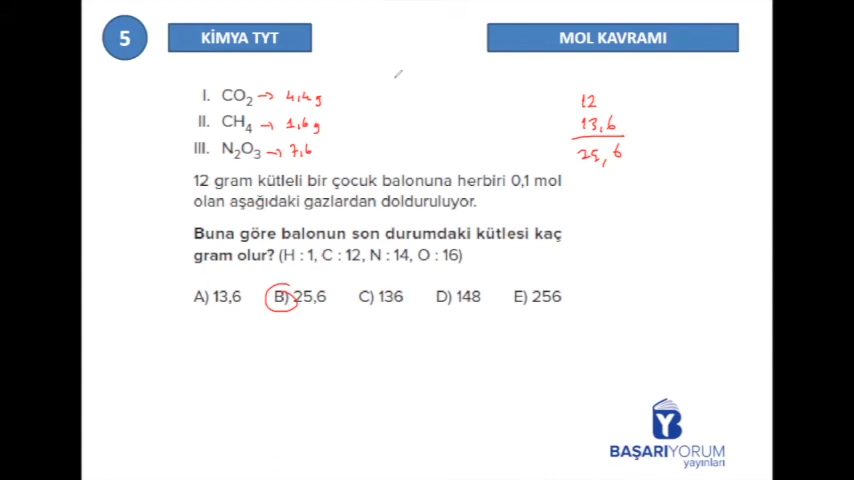 5
KİMYA TYT
MOL KAVRAMI
I. CO₂ → 4,4 g
II. CH₄ → 1,6 g
III. N₂O₃ → 7,6
12
13,6
25,6
12 gram kütleli bir çocuk balonuna herbiri 0,1 mol
olan aşağıdaki gazlardan dolduruluyor.
Buna göre balonun son durumdaki kütlesi kaç
gram olur? (H : 1, C : 12, N : 14, O : 16)
A) 13,6 B) 25,6 C) 136 D) 148 E) 256
BAŞARIYORUM
yayınları